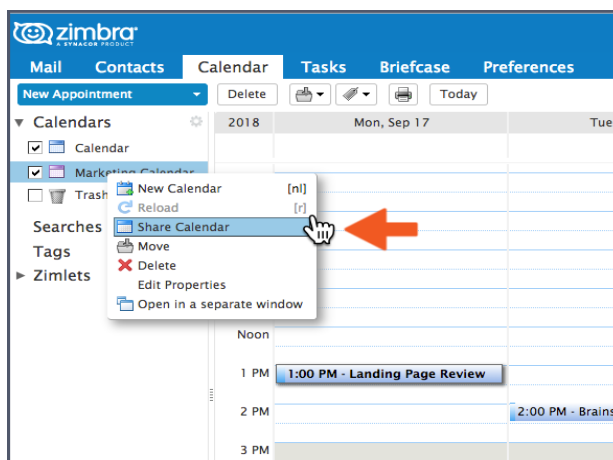 zimbra
A SYNACOR PRODUCT
Mail Contacts Calendar Tasks Briefcase Preferences
New Appointment Delete Today
Calendars 2018 Mon, Sep 17 Tue
Calendar
Marketing Calendar
Trash
New Calendar [nl]
Reload [r]
Share Calendar
Move
Delete
Edit Properties
Open in a separate window
Searches
Tags
Zimlets
Noon
1 PM 1:00 PM - Landing Page Review
2 PM 2:00 PM - Brains
3 PM